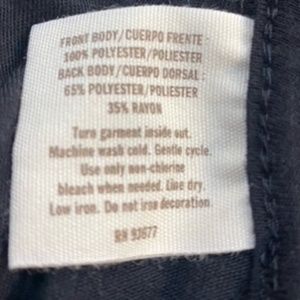 FRONT BODY/CUERPO FRENTE:
100% POLYESTER/POLIESTER
BACK BODY/CUERPO DORSAL:
65% POLYESTER/POLIESTER
35% RAYON
Turn garment inside out.
Machine wash cold. Gentle cycle.
Use only non-chlorine
bleach when needed. Line dry.
Low iron. Do not iron decoration.
RN 93677